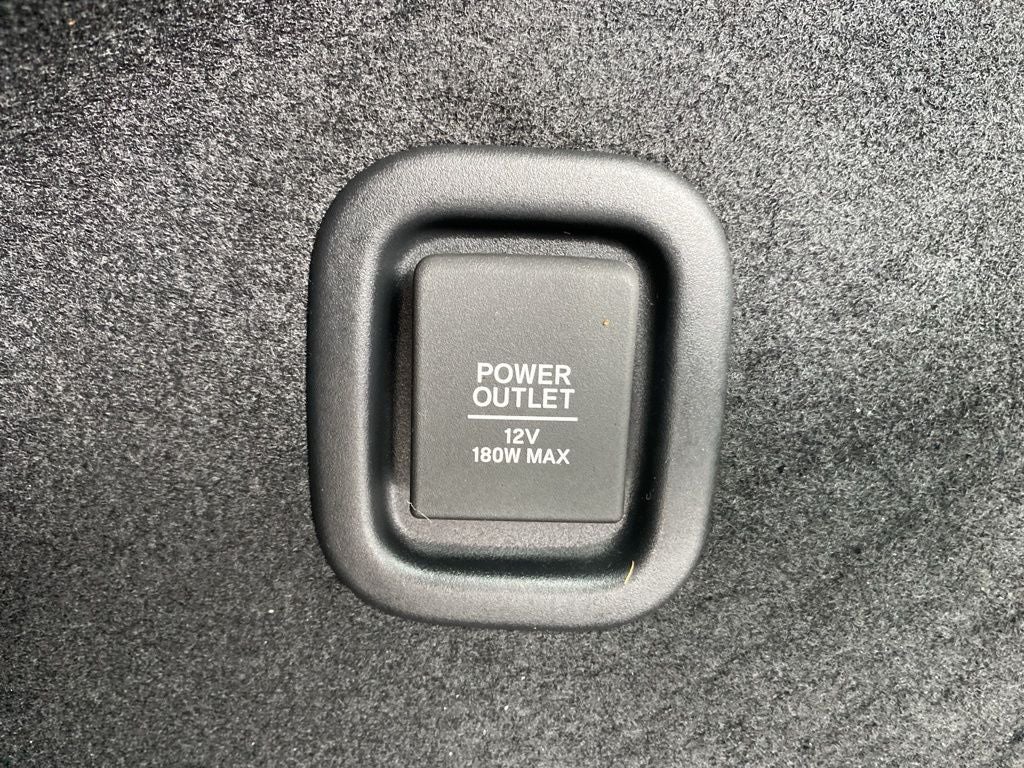 POWER
OUTLET
12V
180W MAX